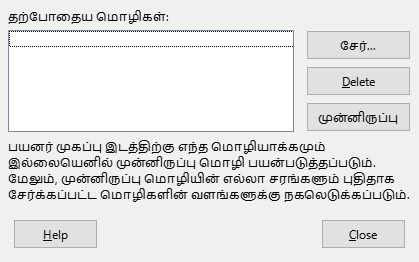 தற்போதைய மொழிகள்:
சேர்...
Delete
முன்னிருப்பு
பயனர் முகப்பு இடத்திற்கு எந்த மொழியாக்கமும்
இல்லையெனில் முன்னிருப்பு மொழி பயன்படுத்தப்படும்.
மேலும், முன்னிருப்பு மொழியின் எல்லா சரங்களும் புதிதாக
சேர்க்கப்பட்ட மொழிகளின் வளங்களுக்கு நகலெடுக்கப்படும்.
Help
Close